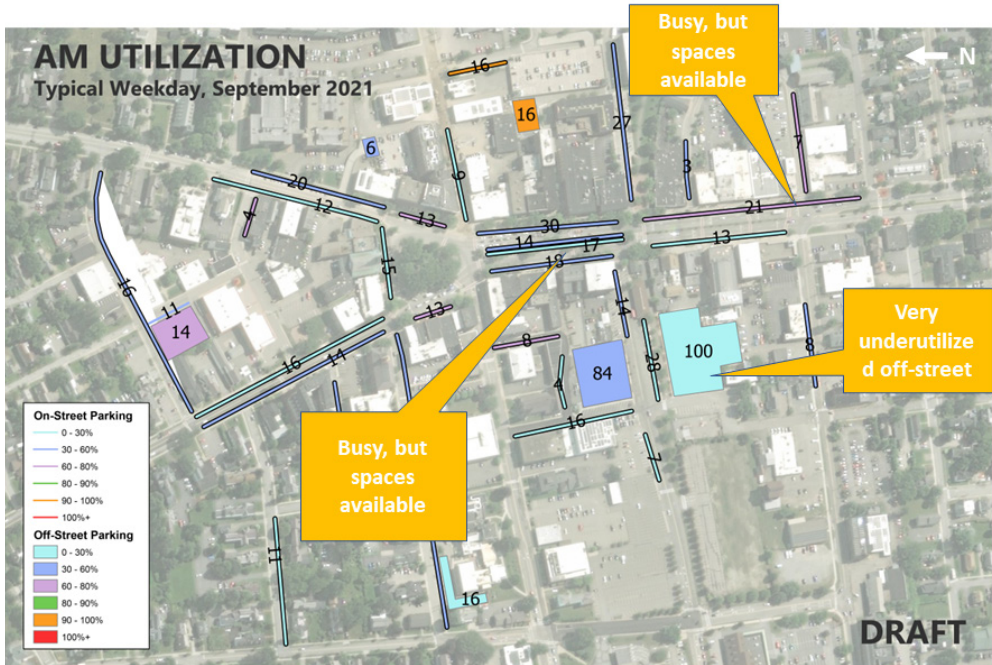 AM UTILIZATION
Typical Weekday, September 2021
Busy, but
spaces
available
N
16
16
6
27
3
7
9
20
12
13
4
30
21
14
17
13
18
15
16
11
14
13
14
8
28
100
8
Very
underutilize
d off-street
16
14
4
84
16
7
Busy, but
spaces
available
On-Street Parking
0 - 30%
30 - 60%
60 - 80%
80 - 90%
90 - 100%
100%+
Off-Street Parking
0 - 30%
30 - 60%
60 - 80%
80 - 90%
90 - 100%
100%+
11
16
DRAFT